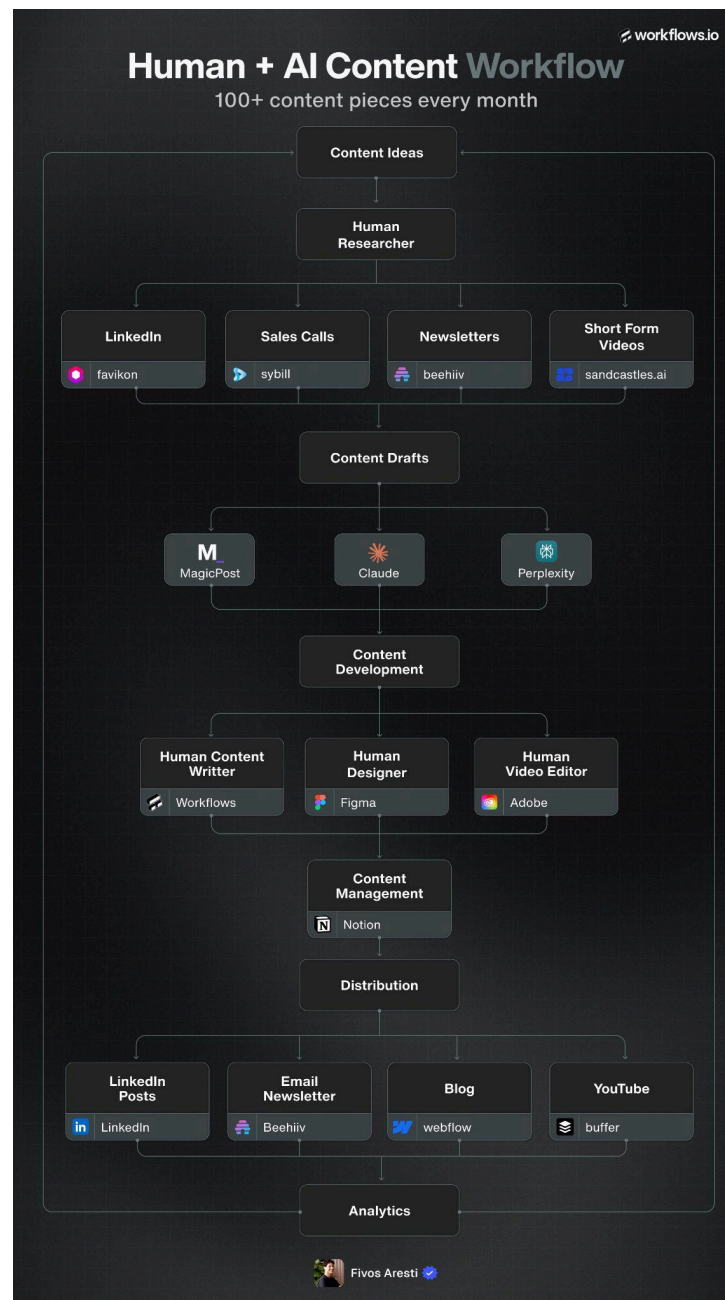 workflows.io
Human + AI Content Workflow
100+ content pieces every month
Content Ideas
Human
Researcher
LinkedIn
favikon
Sales Calls
sybill
Newsletters
beehiiv
Short Form
Videos
sandcastles.ai
Content Drafts
M_
MagicPost
Claude
Perplexity
Content
Development
Human Content
Writter
Workflows
Human
Designer
Figma
Human
Video Editor
Adobe
Content
Management
N
Notion
Distribution
LinkedIn
Posts
in
LinkedIn
Email
Newsletter
Beehiiv
Blog
webflow
YouTube
buffer
Analytics
Fivos Aresti